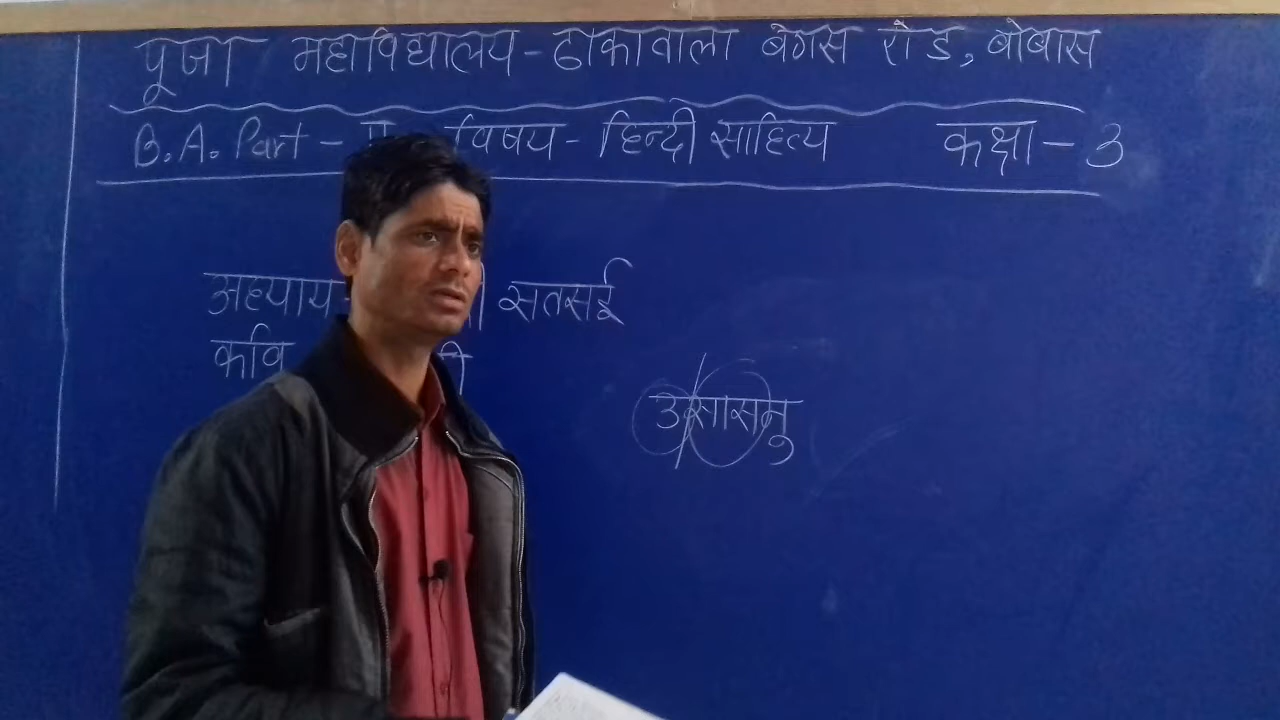 पूजा महाविद्यालय-ढाकावाला बेगस रोड, बोबास
B.A. Part - विषय- हिन्दी साहित्य कक्षा-3
अध्याय- सतसई
कवि
उसासनु